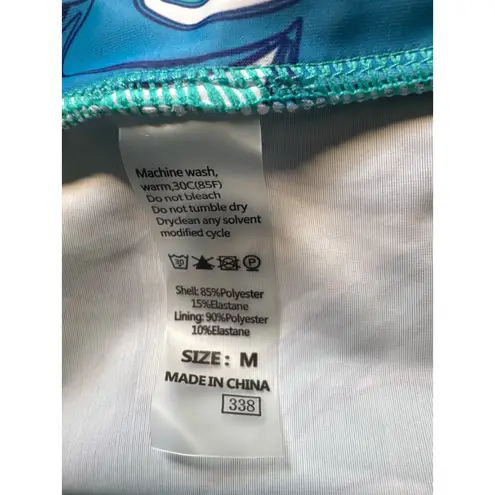 Machine wash,
warm,30C(85F)
Do not bleach
Do not tumble dry
Dryclean any solvent
modified cycle
30 P
Shell: 85%Polyester
15%Elastane
Lining: 90%Polyester
10%Elastane
SIZE: M
MADE IN CHINA
338